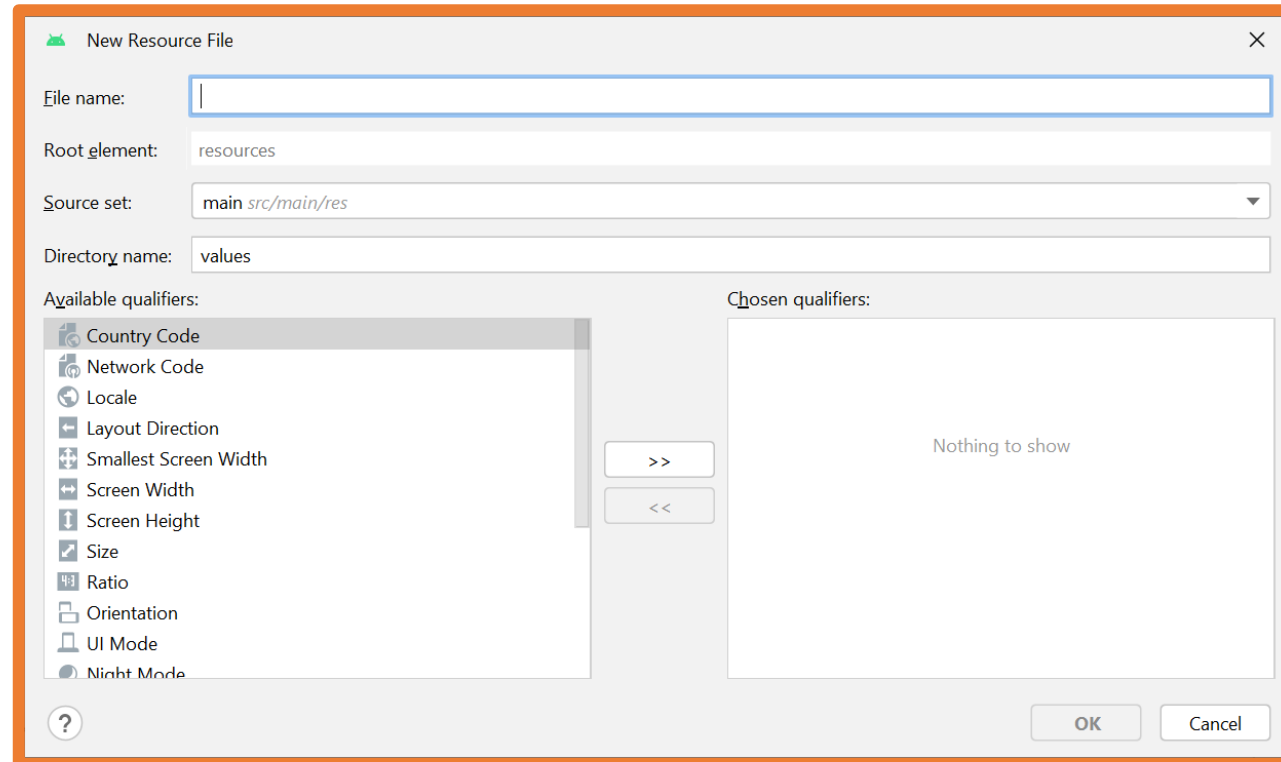 New Resource File
File name:
Root element: resources
Source set: main src/main/res
Directory name: values
Available qualifiers: Chosen qualifiers:
Country Code
Network Code
Locale
Layout Direction
Smallest Screen Width
Screen Width
Screen Height
Size
4:3 Ratio
Orientation
UI Mode
Night Mode
>>
<<
Nothing to show
?
OK Cancel